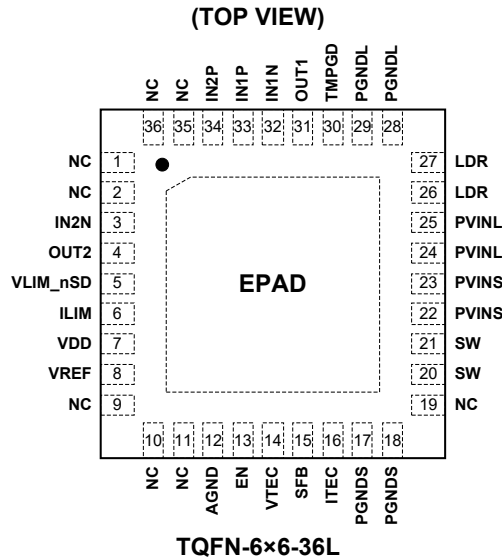 (TOP VIEW)
NC
NC
IN2P
IN1P
IN1N
OUT1
TMPGD
PGNDL
PGNDL
36 35 34 33 32 31 30 29 28
NC 1
NC 2
IN2N 3
OUT2 4
VLIM_nSD 5
ILIM 6
VDD 7
VREF 8
NC 9
EPAD
27 LDR
26 LDR
25 PVINL
24 PVINL
23 PVINS
22 PVINS
21 SW
20 SW
19 NC
10 11 12 13 14 15 16 17 18
NC
NC
AGND
EN
VTEC
SFB
ITEC
PGNDS
PGNDS
TQFN-6×6-36L